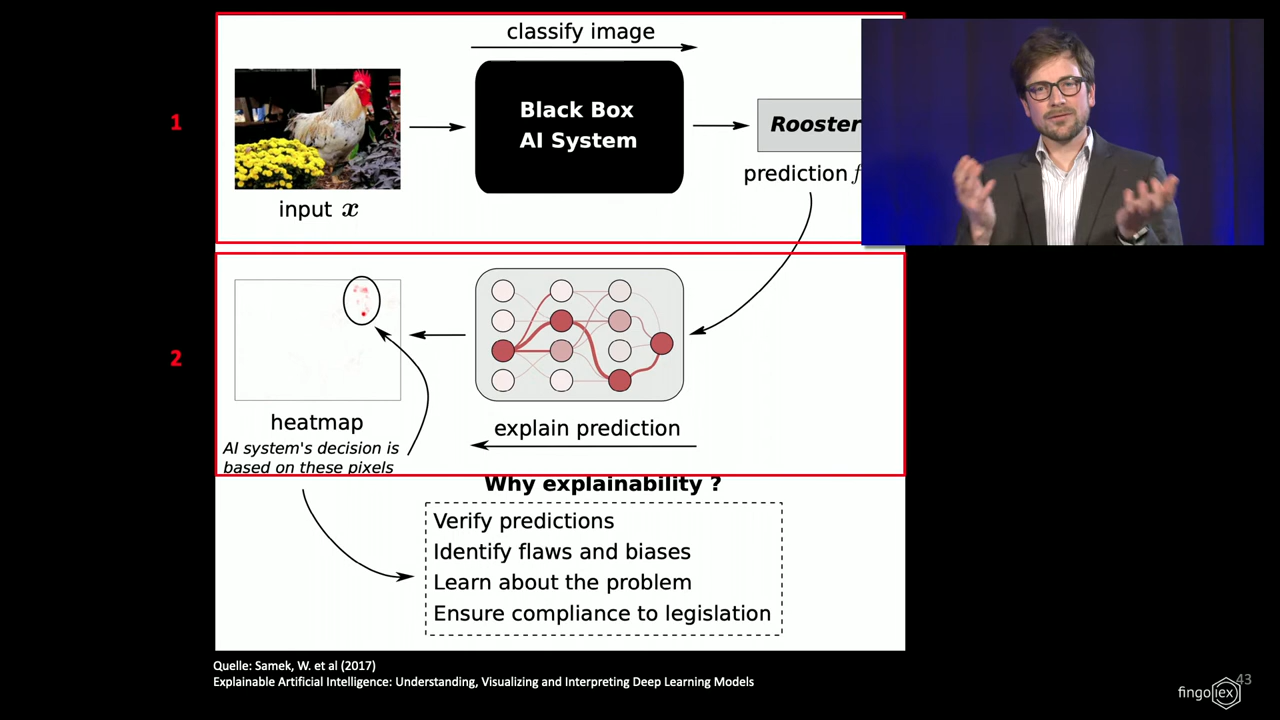 classify image
1
Black Box
AI System
Rooster
prediction f
input x
2
heatmap
AI system's decision is
based on these pixels
explain prediction
Why explainability ?
Verify predictions
Identify flaws and biases
Learn about the problem
Ensure compliance to legislation
Quelle: Samek, W. et al (2017)
Explainable Artificial Intelligence: Understanding, Visualizing and Interpreting Deep Learning Models
43
fingolex